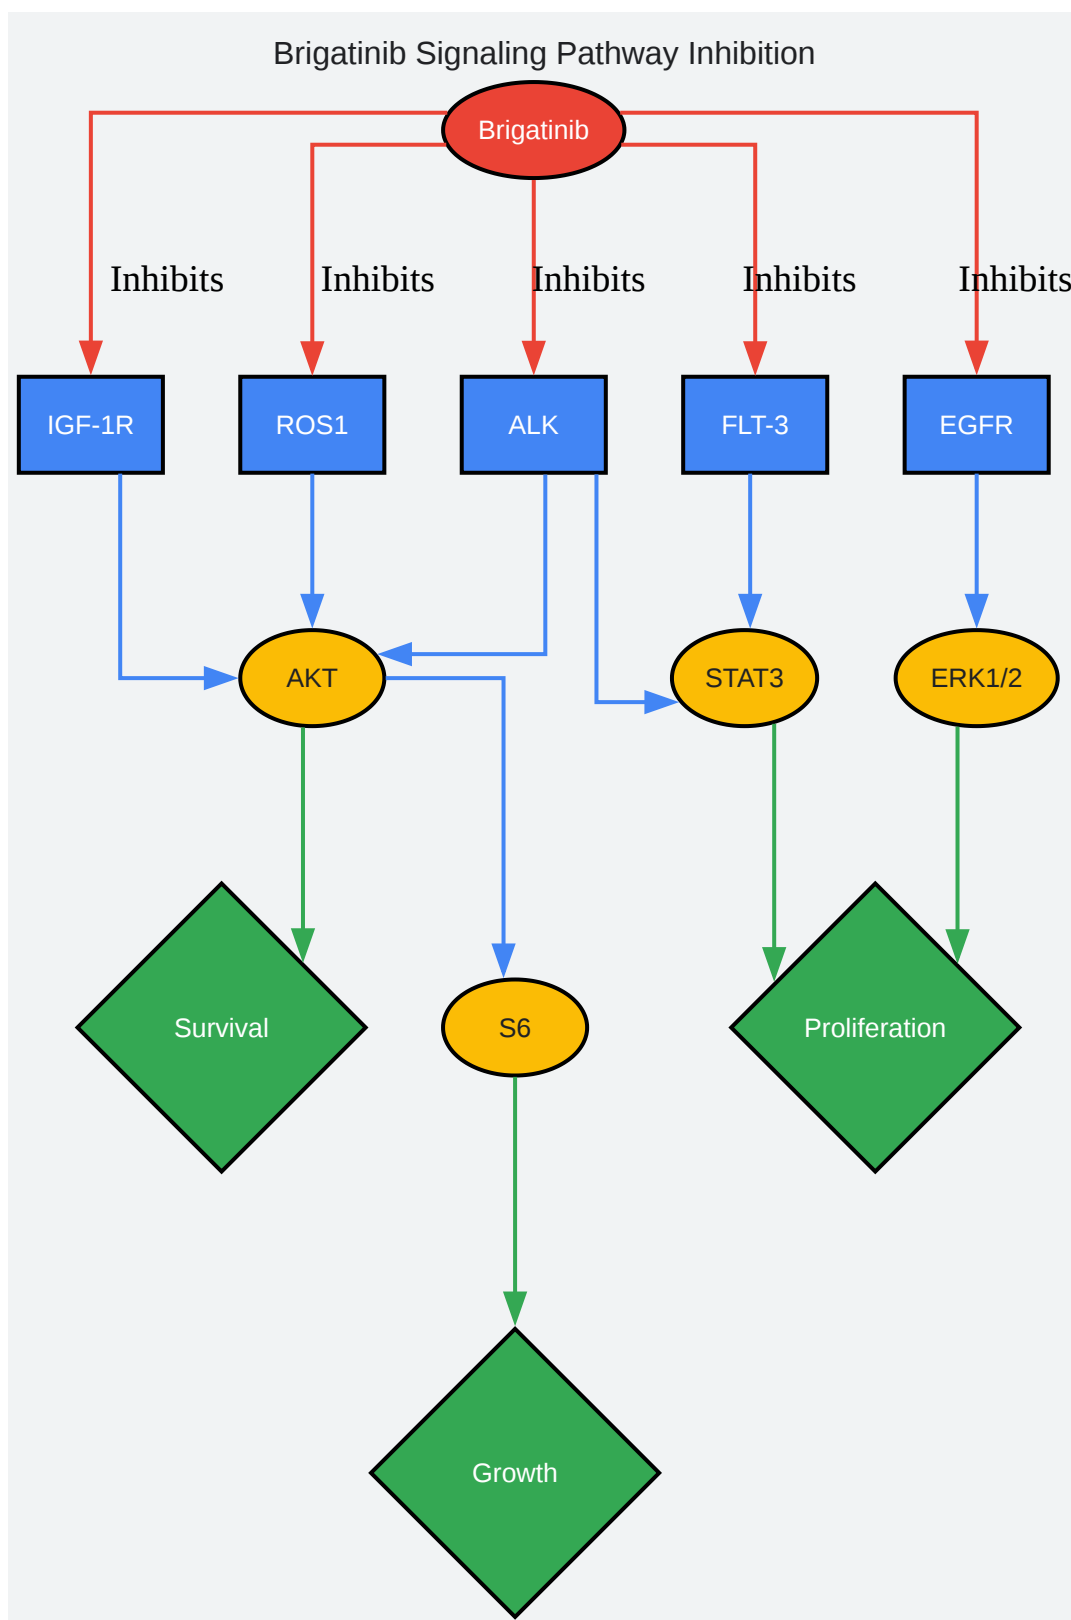 Brigatinib Signaling Pathway Inhibition
Brigatinib
Inhibits
Inhibits
Inhibits
Inhibits
Inhibits
IGF-1R
ROS1
ALK
FLT-3
EGFR
AKT
STAT3
ERK1/2
Survival
S6
Proliferation
Growth